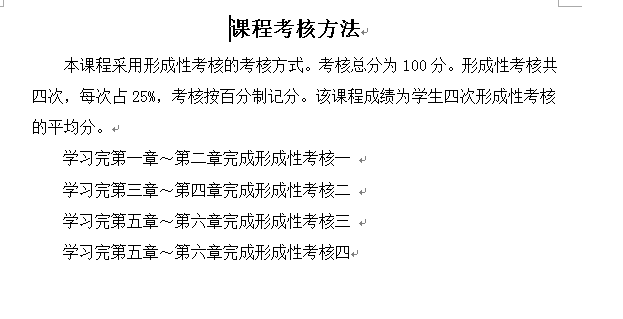 课程考核方法
本课程采用形成性考核的考核方式。考核总分为 100 分。形成性考核共
四次，每次占 25%，考核按百分制记分。该课程成绩为学生四次形成性考核
的平均分。
学习完第一章～第二章完成形成性考核一
学习完第三章～第四章完成形成性考核二
学习完第五章～第六章完成形成性考核三
学习完第五章～第六章完成形成性考核四